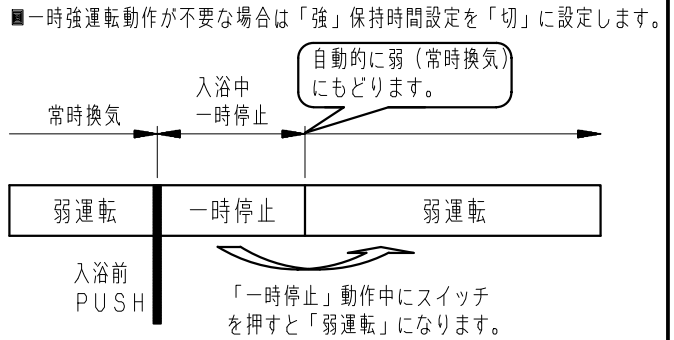 ■一時強運転動作が不要な場合は「強」保持時間設定を「切」に設定します。
自動的に弱（常時換気）
にもどります。
入浴中
一時停止
常時換気
弱運転
一時停止
弱運転
入浴前
PUSH
「一時停止」動作中にスイッチ
を押すと「弱運転」になります。